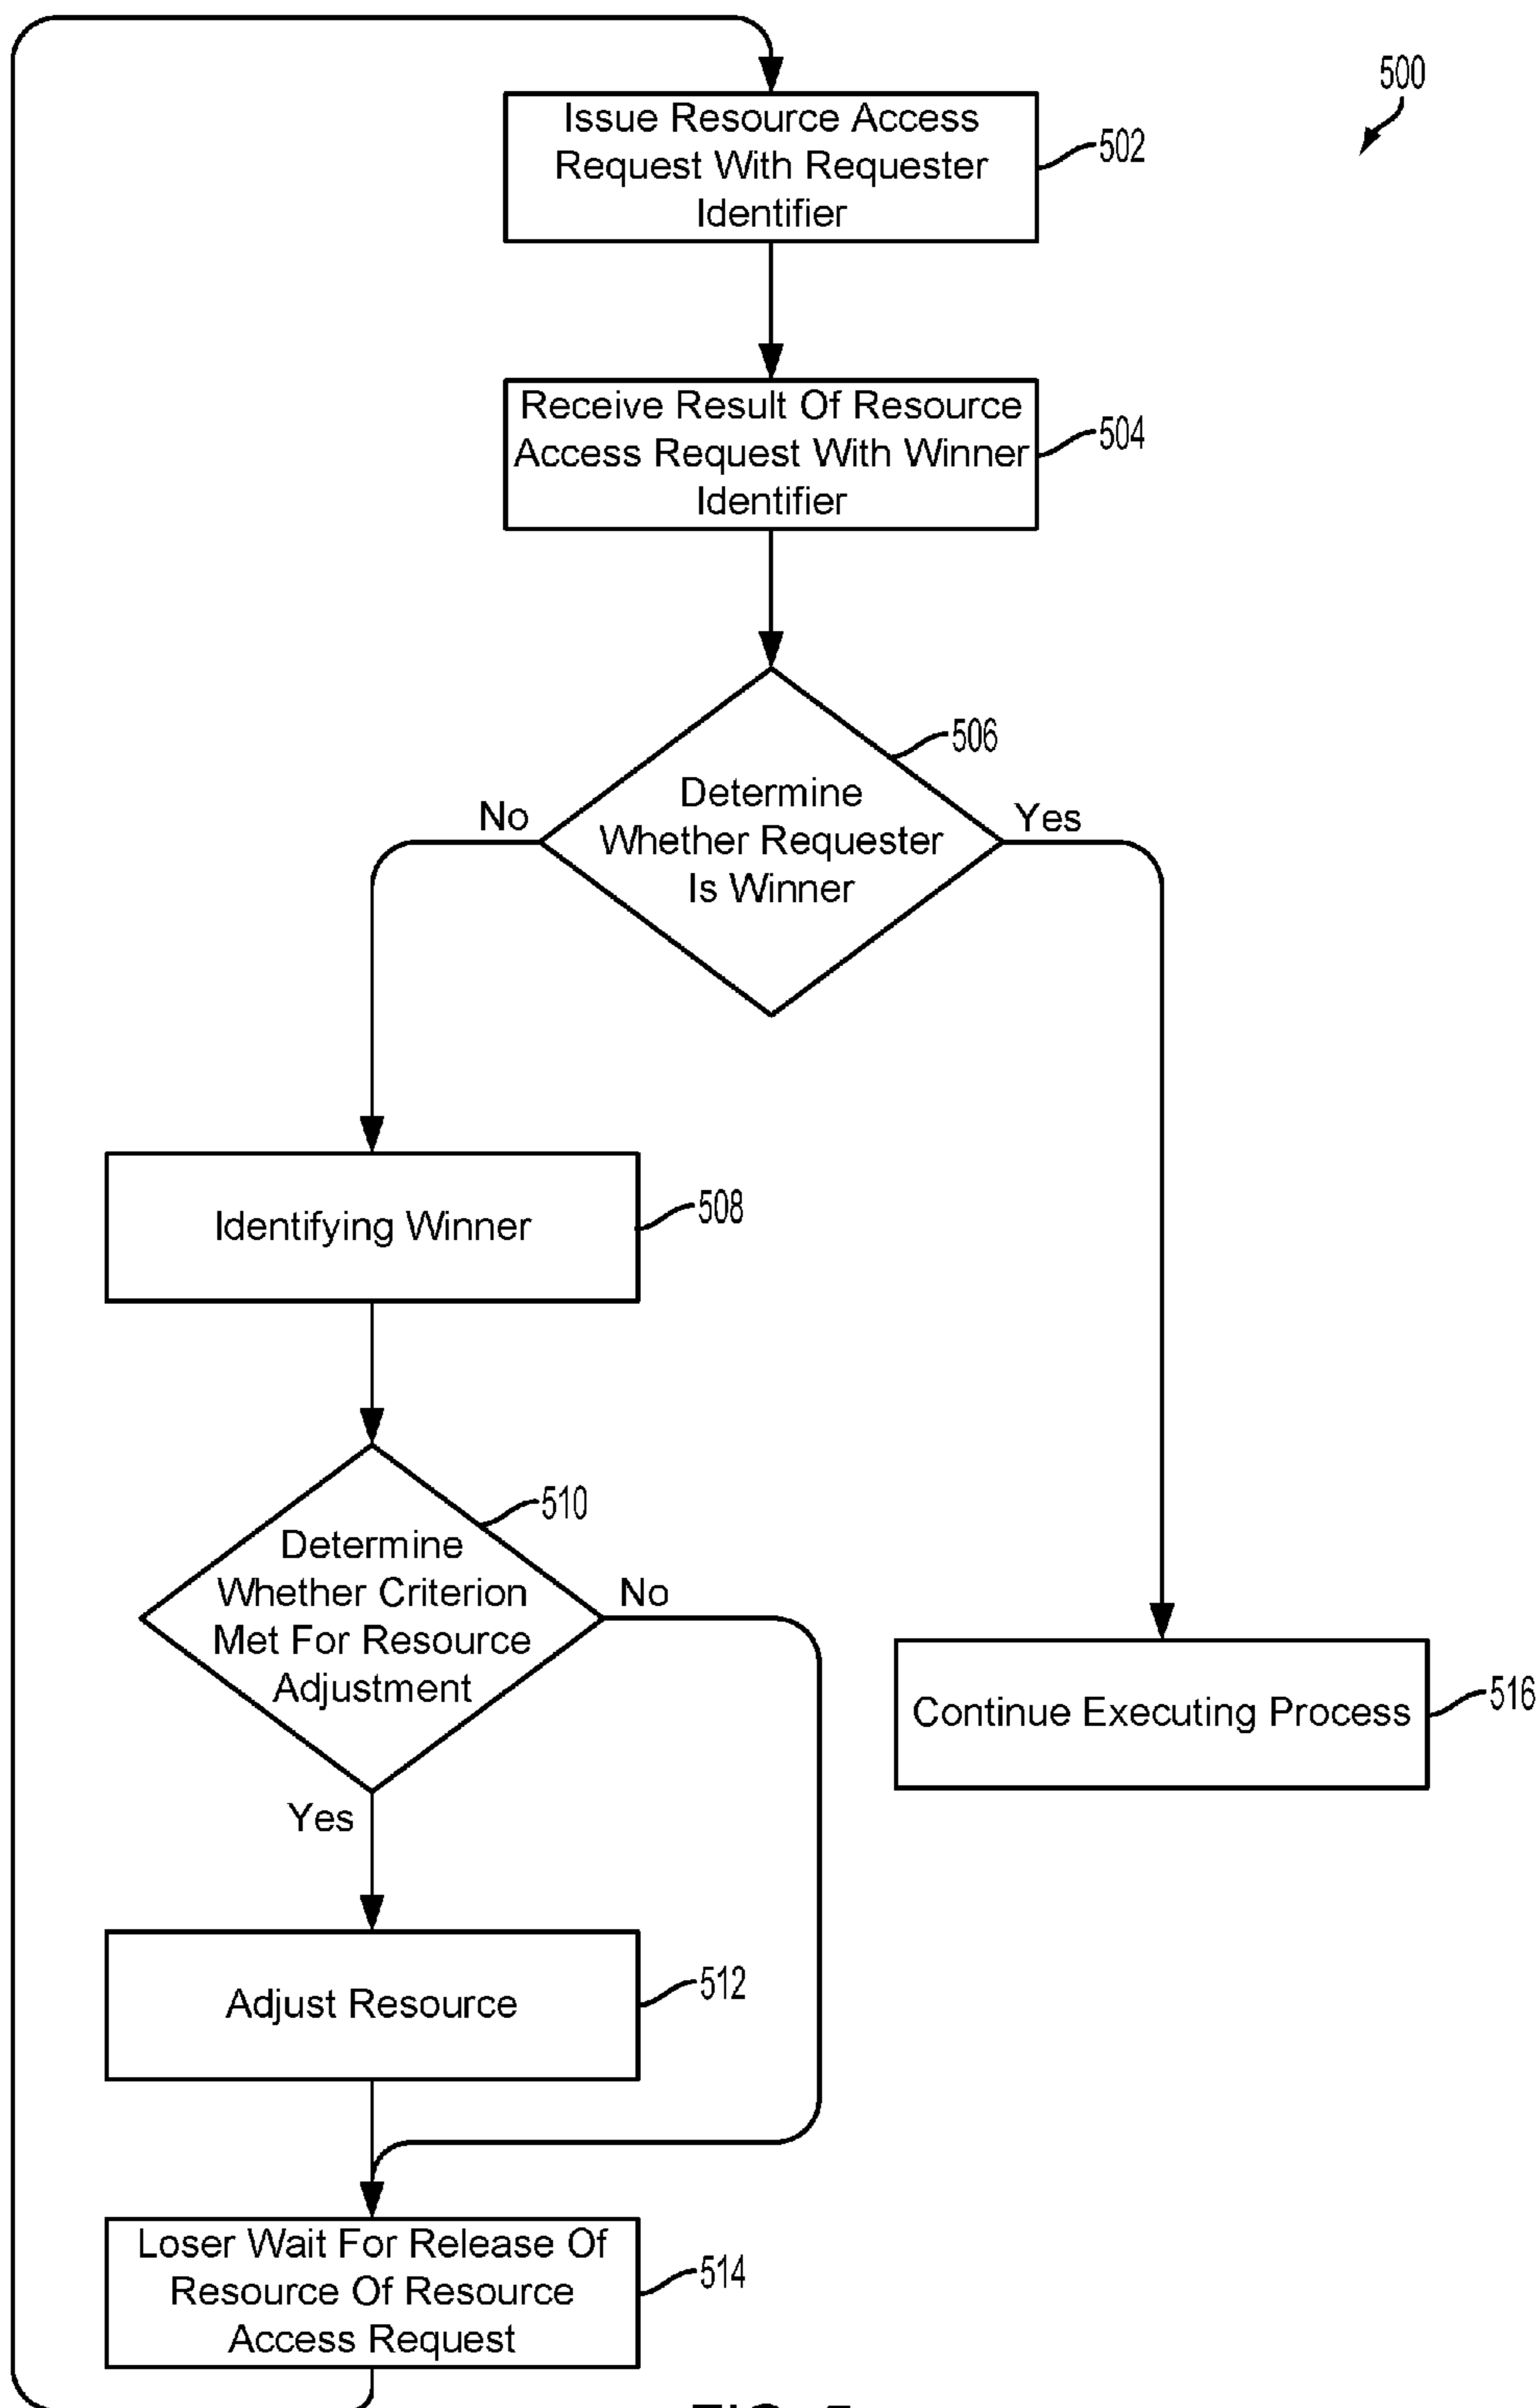 500
Issue Resource Access
Request With Requester
Identifier
502
Receive Result Of Resource
Access Request With Winner
Identifier
504
506
Determine
Whether Requester
Is Winner
No
Yes
Identifying Winner
508
510
Determine
Whether Criterion
Met For Resource
Adjustment
No
Yes
Continue Executing Process
516
Adjust Resource
512
Loser Wait For Release Of
Resource Of Resource
Access Request
514